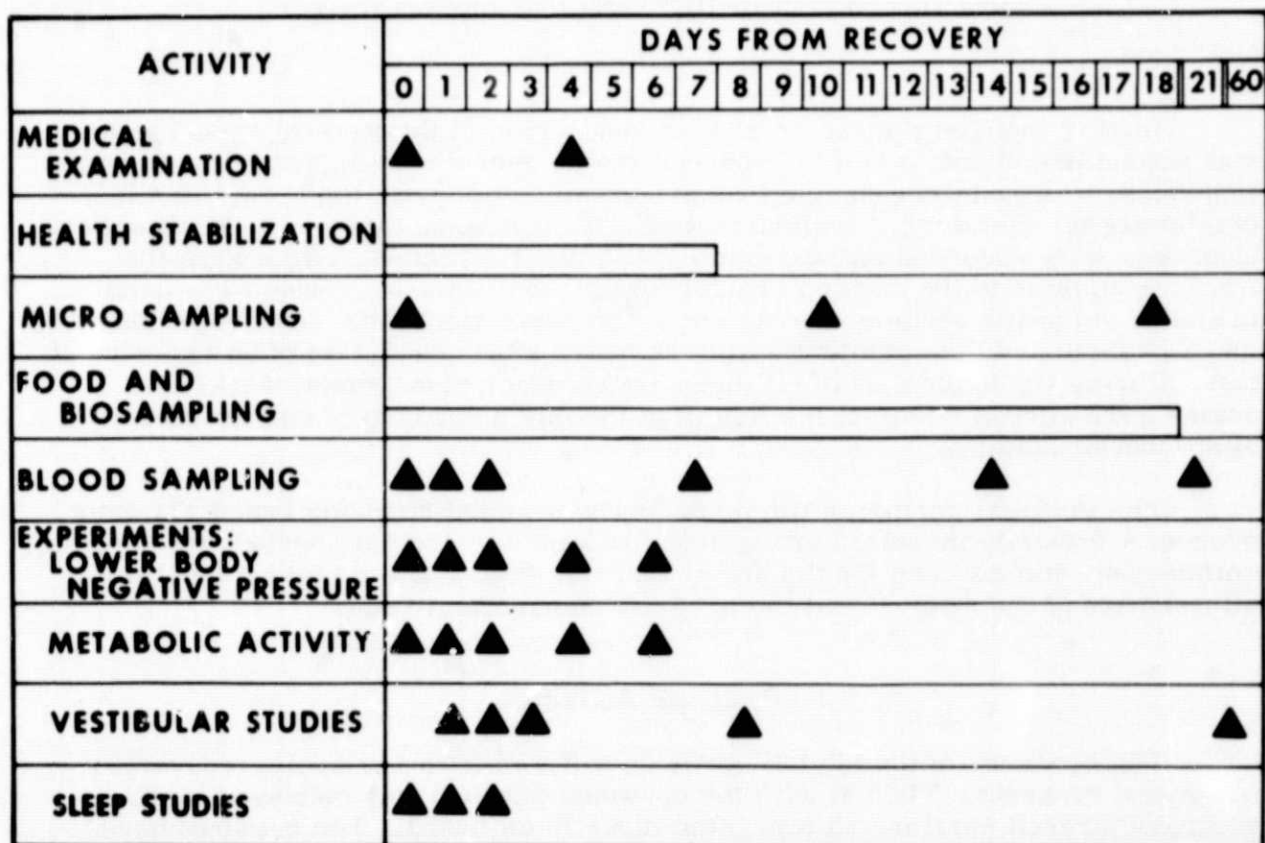 ACTIVITY
DAYS FROM RECOVERY
0 1 2 3 4 5 6 7 8 9 10 11 12 13 14 15 16 17 18 21 60
MEDICAL
EXAMINATION
HEALTH STABILIZATION
MICRO SAMPLING
FOOD AND
BIOSAMPLING
BLOOD SAMPLING
EXPERIMENTS:
LOWER BODY
NEGATIVE PRESSURE
METABOLIC ACTIVITY
VESTIBULAR STUDIES
SLEEP STUDIES